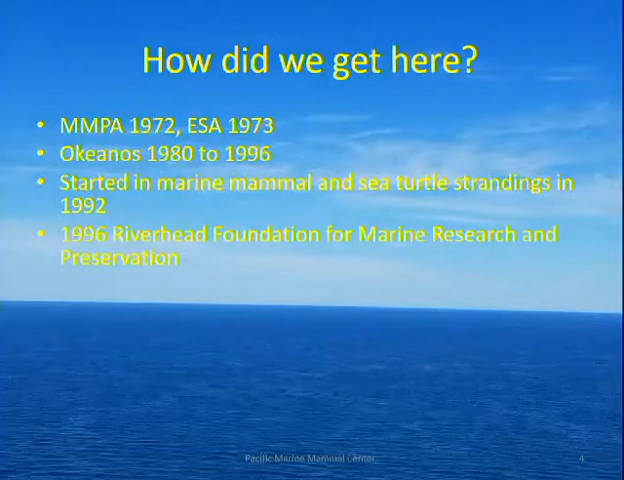 How did we get here?
• MMPA 1972, ESA 1973
• Okeanos 1980 to 1996
• Started in marine mammal and sea turtle strandings in
1992
• 1996 Riverhead Foundation for Marine Research and
Preservation
Pacific Marine Mammal Center
4